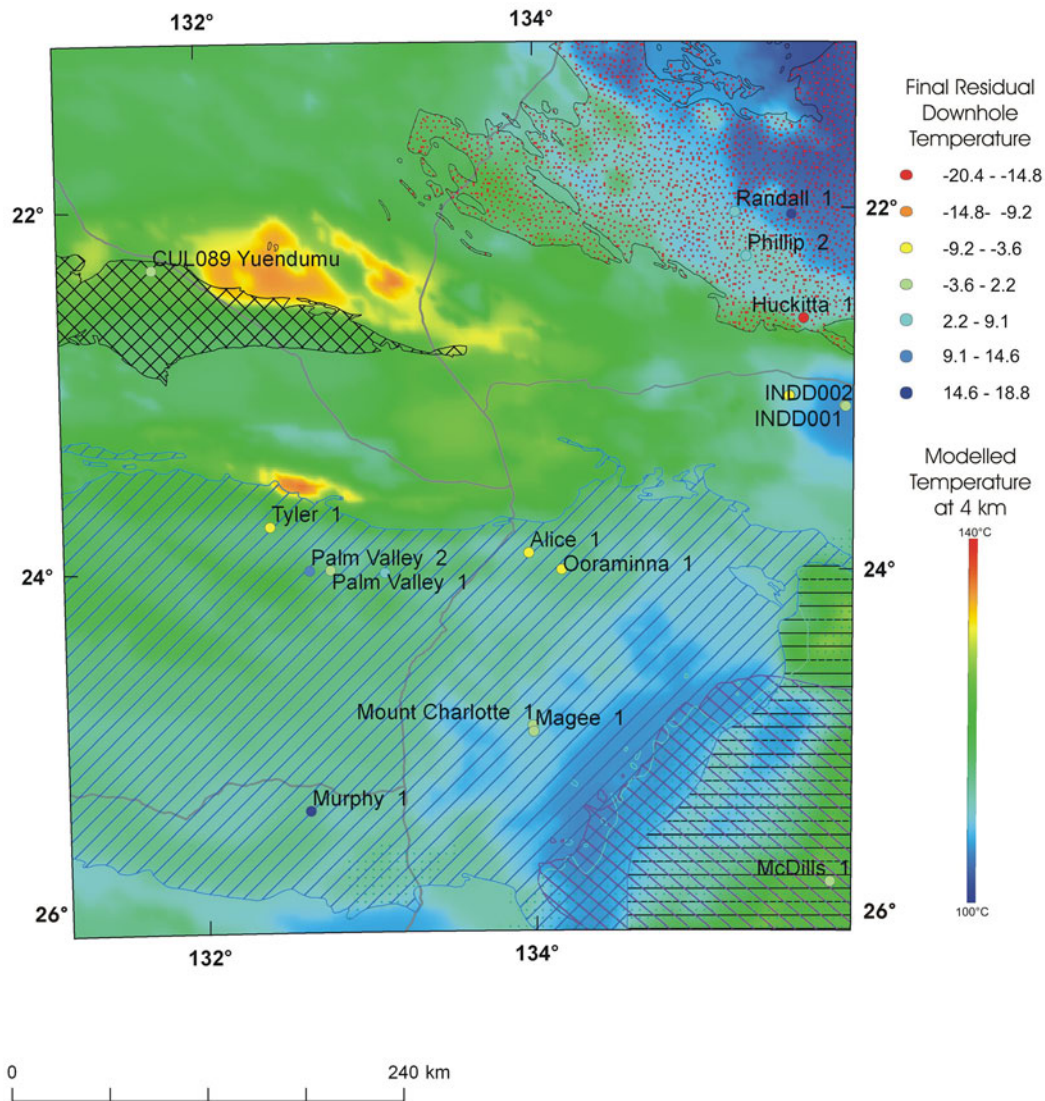 132° 134°
Final Residual
Downhole
Temperature
-20.4 - -14.8
-14.8- -9.2
-9.2 - -3.6
-3.6 - 2.2
2.2 - 9.1
9.1 - 14.6
14.6 - 18.8
Modelled
Temperature
at 4 km
140°C
100°C
22° 22°
Randall 1
Phillip 2
CUL089 Yuendumu
Huckitta 1
INDD002
INDD001
Tyler 1
Alice 1
Palm Valley 2
Ooraminna 1
24° 24°
Palm Valley 1
Mount Charlotte 1
Magee 1
Murphy 1
McDills 1
26° 26°
132° 134°
0 240 km